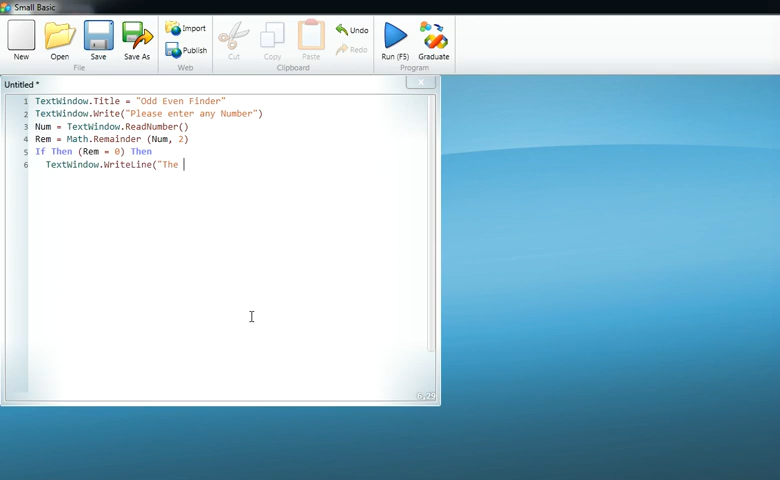 Small Basic
New
Open
Save
Save As
Import
Publish
Cut
Copy
Paste
Undo
Redo
Run (F5)
Graduate
File
Web
Clipboard
Program
Untitled *
1 TextWindow.Title = "Odd Even Finder"
2 TextWindow.Write("Please enter any Number")
3 Num = TextWindow.ReadNumber()
4 Rem = Math.Remainder (Num, 2)
5 If Then (Rem = 0) Then
6 TextWindow.WriteLine("The
6,29